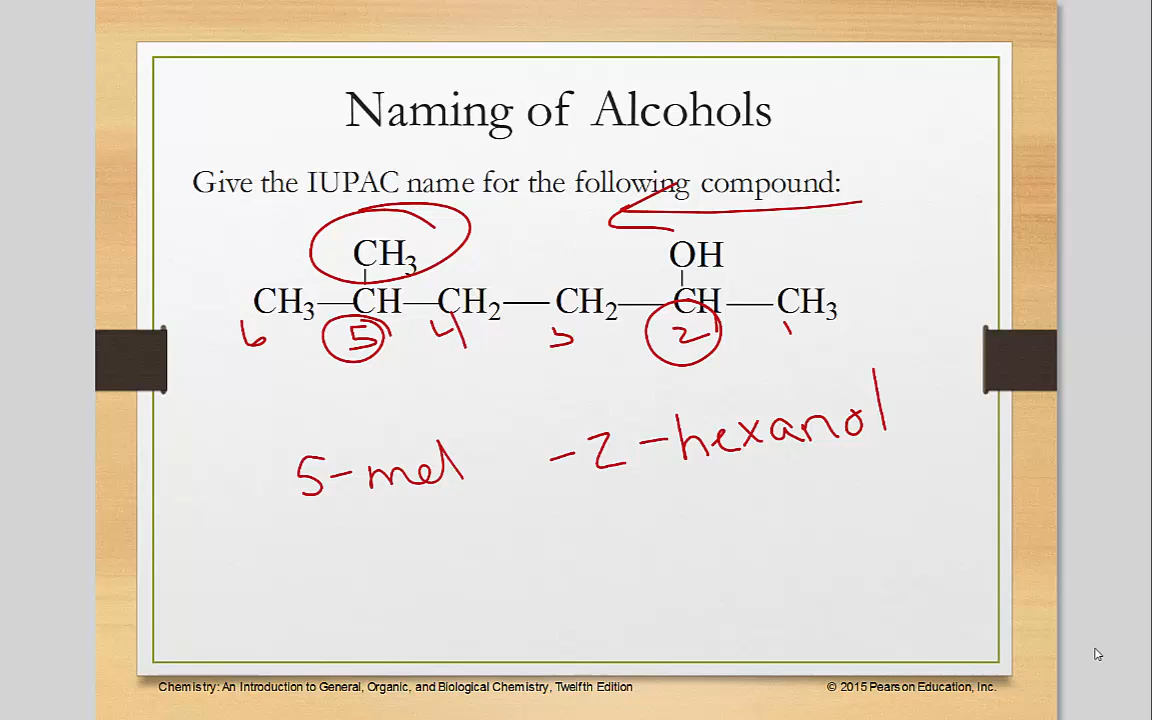 Naming of Alcohols
Give the IUPAC name for the following compound:
CH3 OH
CH3—CH—CH2—CH2—CH—CH3
6 5 4 3 2 1
5-met -2-hexanol
Chemistry: An Introduction to General, Organic, and Biological Chemistry, Twelfth Edition
© 2015 Pearson Education, Inc.